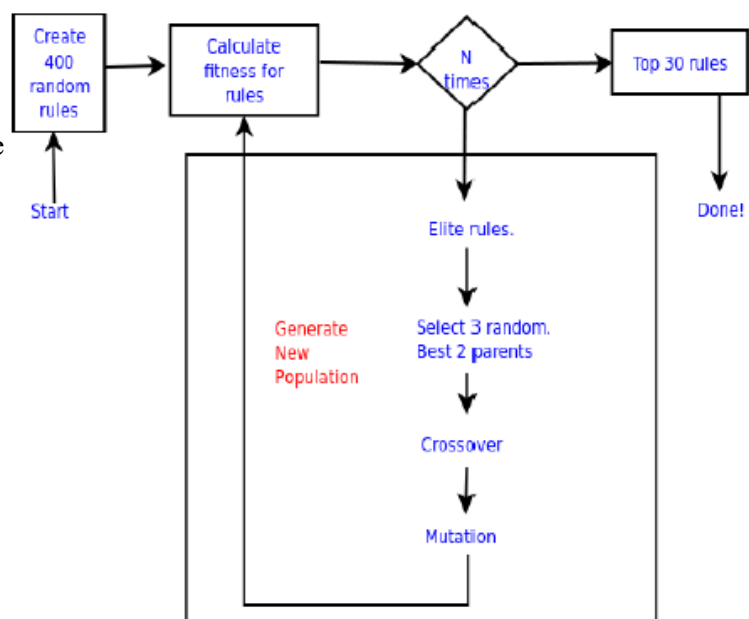 Create
400
random
rules
Calculate
fitness for
rules
N
times
Top 30 rules
e
Start
Done!
Elite rules.
Generate
New
Population
Select 3 random.
Best 2 parents
Crossover
Mutation